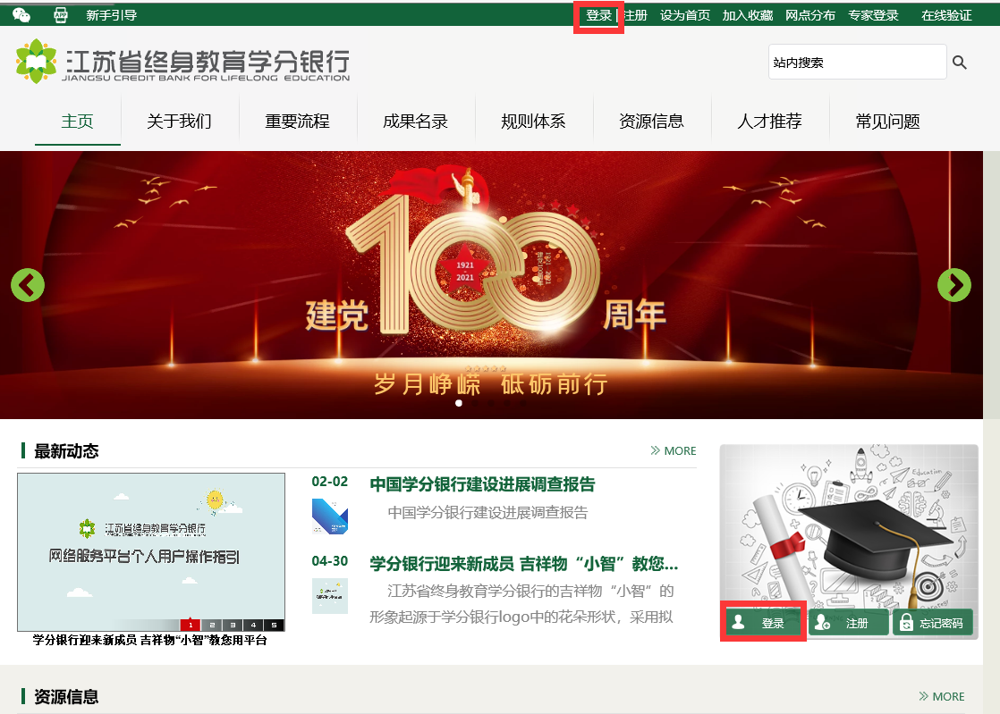 APP 新手引导 登录 | 注册 设为首页 加入收藏 网点分布 专家登录 在线验证
江苏省终身教育学分银行
JIANGSU CREDIT BANK FOR LIFELONG EDUCATION
站内搜索
主页 关于我们 重要流程 成果名录 规则体系 资源信息 人才推荐 常见问题
100
1921
2021
建党 周年
岁月峥嵘 砥砺前行
最新动态 MORE
江苏省终身教育学分银行
网络服务平台个人用户操作指引
1 2 3 4 5
学分银行迎来新成员 吉祥物“小智”教您用平台
02-02 中国学分银行建设进展调查报告
中国学分银行建设进展调查报告
04-30 学分银行迎来新成员 吉祥物“小智”教您...
江苏省终身教育学分银行的吉祥物“小智”的
形象起源于学分银行logo中的花朵形状，采用拟
Education
登录 注册 忘记密码
资源信息 MORE